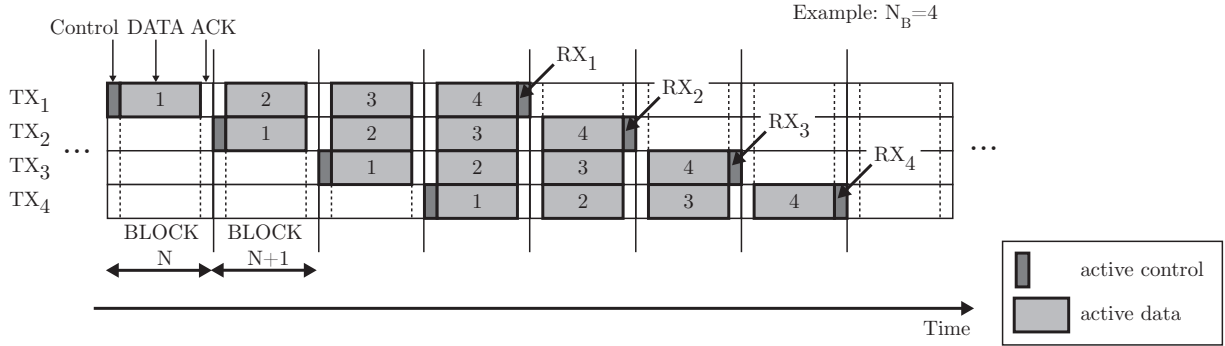 Example: N_B=4
Control DATA ACK
RX_1
RX_2
RX_3
RX_4
TX_1 1 2 3 4
TX_2 1 2 3 4
... TX_3 1 2 3 4 ...
TX_4 1 2 3 4
BLOCK N
BLOCK N+1
active control
active data
Time